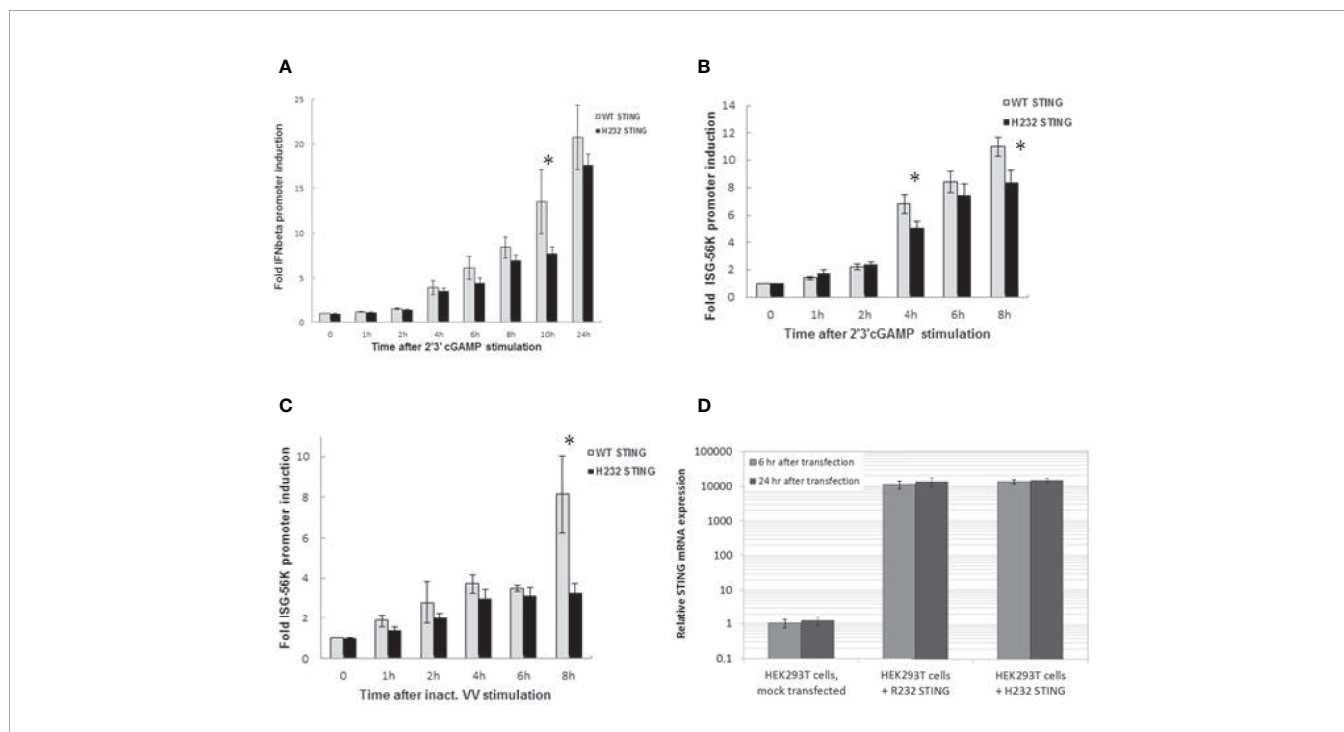 A
25
20
15
10
5
0
Fold IFNbeta promoter induction
WT STING
H232 STING
*
0 1h 2h 4h 6h 8h 10h 24h
Time after 2'3' cGAMP stimulation
B
14
12
10
8
6
4
2
0
Fold ISG-56K promoter induction
WT STING
H232 STING
*
*
0 1h 2h 4h 6h 8h
Time after 2'3'cGAMP stimulation
C
10
8
6
4
2
0
Fold ISG-56K promoter induction
WT STING
H232 STING
*
0 1h 2h 4h 6h 8h
Time after inact. VV stimulation
D
100000
10000
1000
100
10
1
0.1
Relative STING mRNA expression
6 hr after transfection
24 hr after transfection
HEK293T cells, mock transfected
HEK293T cells + R232 STING
HEK293T cells + H232 STING